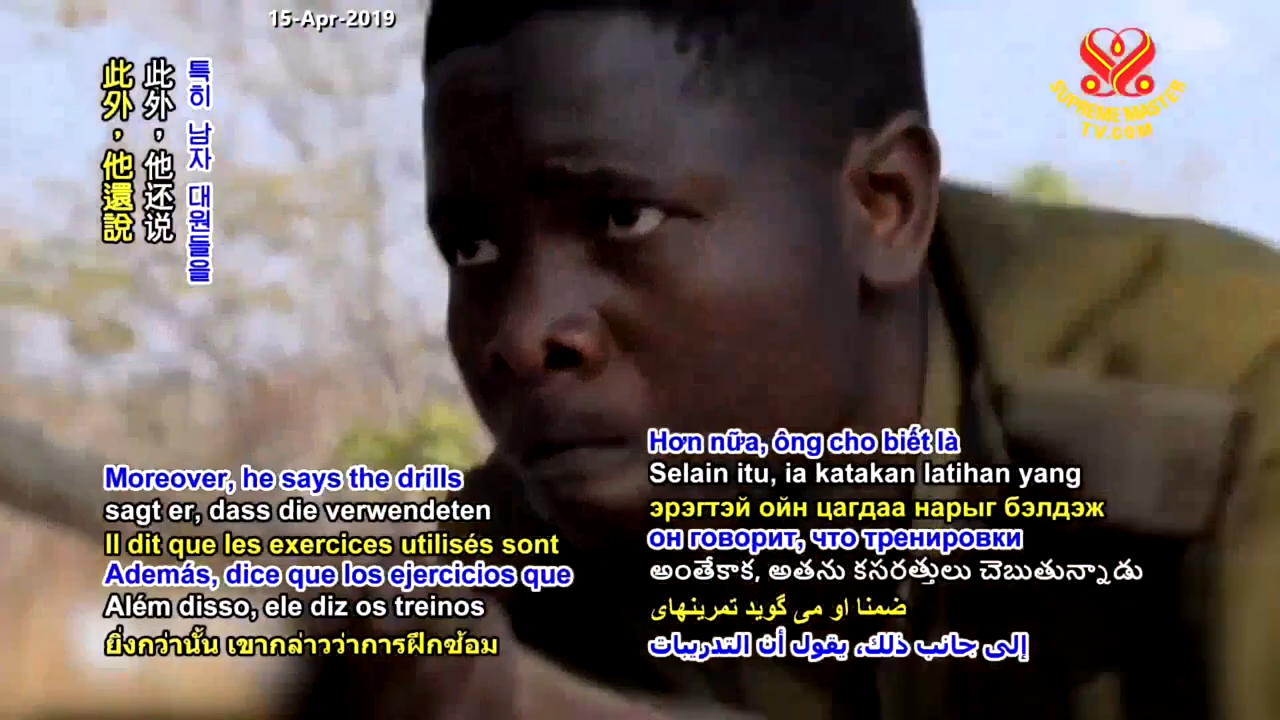 15-Apr-2019
SUPREME MASTER
TV.COM
특히 남자 대원들을
此外，他还说
此外，他還說
Moreover, he says the drills
sagt er, dass die verwendeten
Il dit que les exercices utilisés sont
Además, dice que los ejercicios que
Além disso, ele diz os treinos
ยิ่งกว่านั้น เขากล่าวว่าการฝึกซ้อม
Hơn nữa, ông cho biết là
Selain itu, ia katakan latihan yang
эрэгтэй ойн цагдаа нарыг бэлдэж
он говорит, что тренировки
అంతేకాక, అతను కసరత్తులు చెబుతున్నాడు
ضمنا او می گوید تمرینهای
إلى جانب ذلك، يقول أن التدريبات